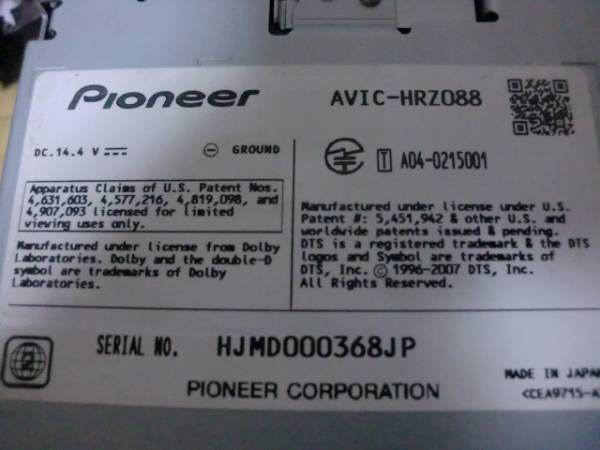 Pioneer
AVIC-HRZ088
DC.14.4 V
GROUND
T A04-0215001
Apparatus Claims of U.S. Patent Nos.
4,631,603, 4,577,216, 4,819,098, and
4,907,093 licensed for limited
viewing uses only.
Manufactured under license from Dolby
Laboratories. Dolby and the double-D
symbol are trademarks of Dolby
Laboratories.
Manufactured under license under U.S.
Patent #: 5,451,942 & other U.S. and
worldwide patents issued & pending.
DTS is a registered trademark & the DTS
logos and Symbol are trademarks of
DTS, Inc. © 1996-2007 DTS, Inc.
All Rights Reserved.
2
SERIAL NO. HJMD000368JP
PIONEER CORPORATION
MADE IN JAPAN
<CEA9715-A